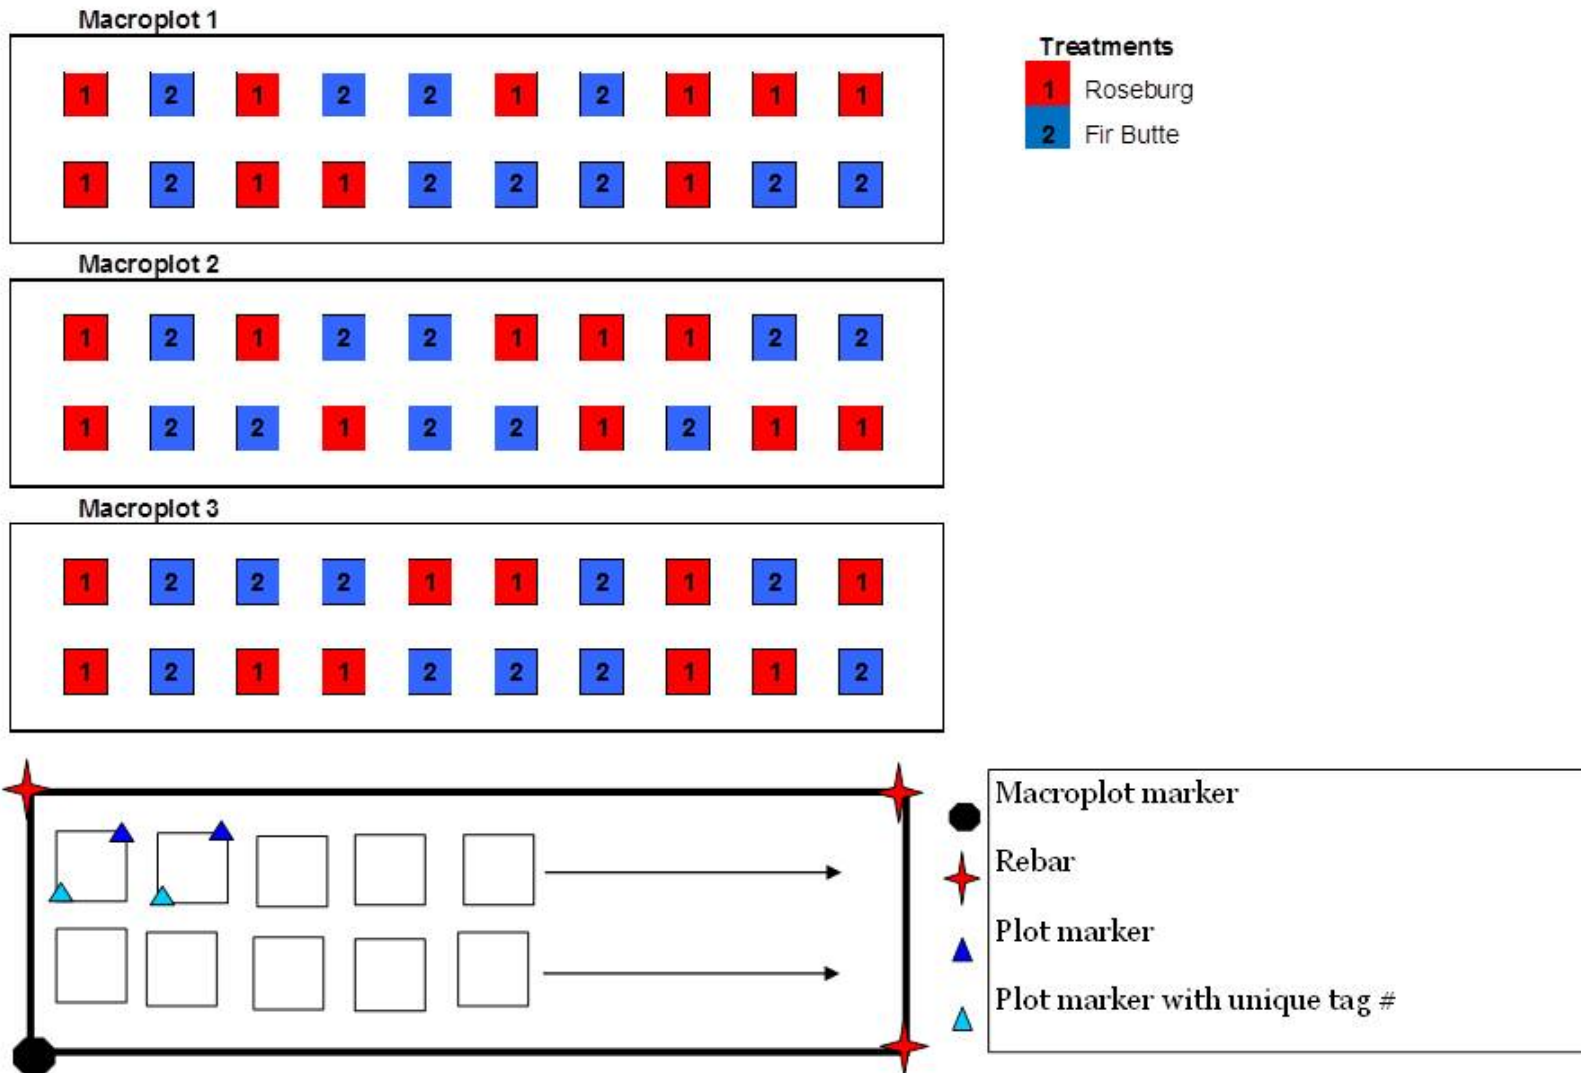 Macroplot 1
1 2 1 2 2 1 2 1 1 1
1 2 1 1 2 2 2 1 2 2
Treatments
1 Roseburg
2 Fir Butte
Macroplot 2
1 2 1 2 2 1 1 1 2 2
1 2 2 1 2 2 1 2 1 1
Macroplot 3
1 2 2 2 1 1 2 1 2 1
1 2 1 1 2 2 2 1 1 2
Macroplot marker
Rebar
Plot marker
Plot marker with unique tag #